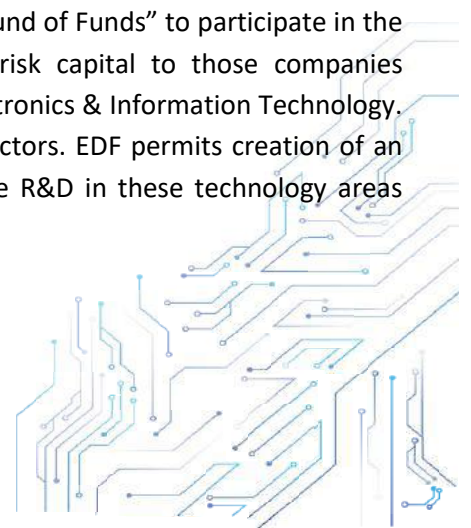 und of Funds” to participate in the
risk capital to those companies
tronics & Information Technology.
ctors. EDF permits creation of an
e R&D in these technology areas